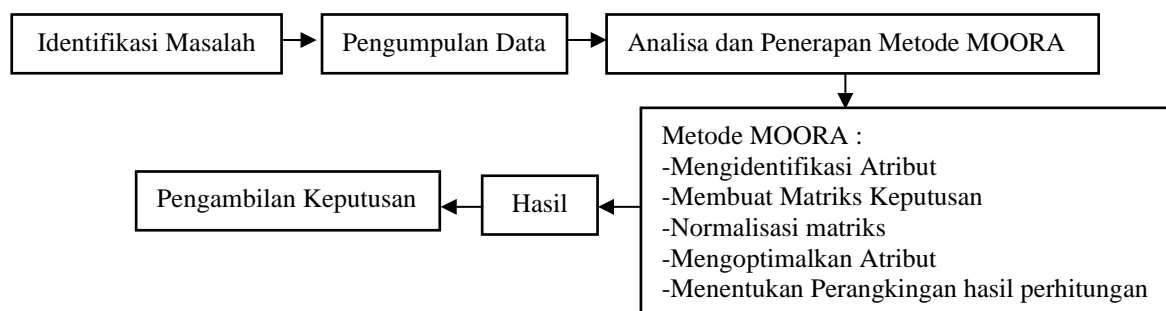 Identifikasi Masalah
Pengumpulan Data
Analisa dan Penerapan Metode MOORA
Metode MOORA :
-Mengidentifikasi Atribut
-Membuat Matriks Keputusan
-Normalisasi matriks
-Mengoptimalkan Atribut
-Menentukan Perangkingan hasil perhitungan
Hasil
Pengambilan Keputusan